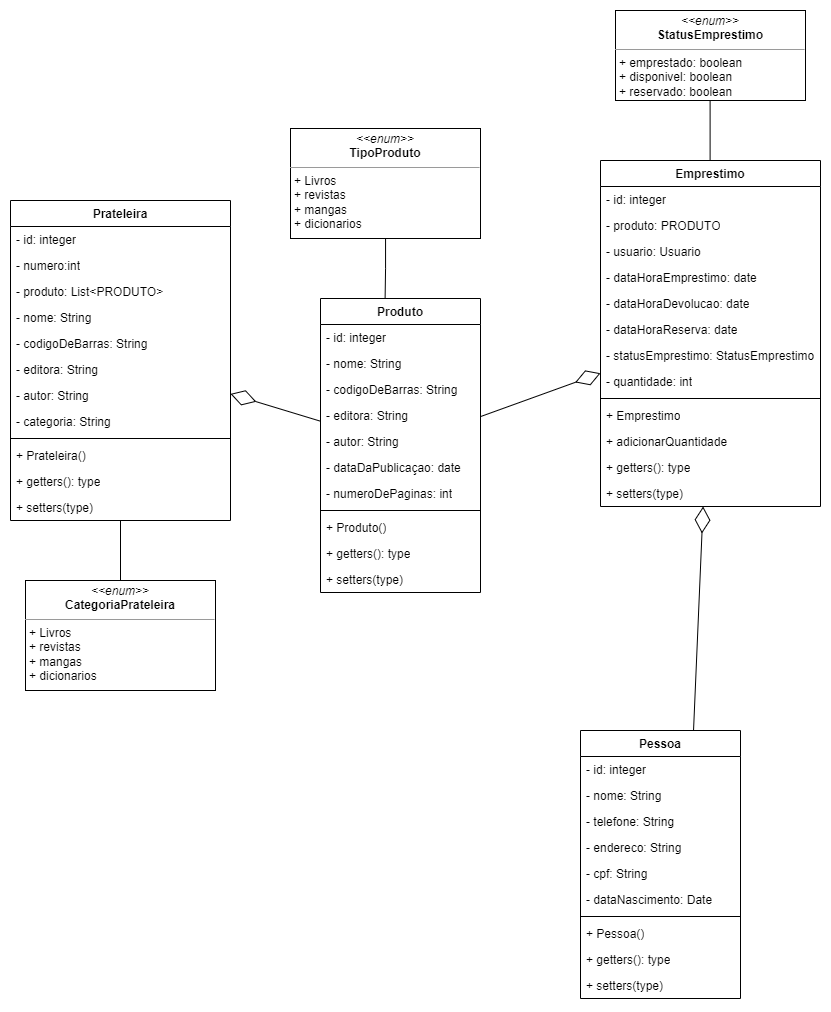 <<enum>>
StatusEmprestimo
+ emprestado: boolean
+ disponivel: boolean
+ reservado: boolean
<<enum>>
TipoProduto
+ Livros
+ revistas
+ mangas
+ dicionarios
Emprestimo
- id: integer
- produto: PRODUTO
- usuario: Usuario
- dataHoraEmprestimo: date
- dataHoraDevolucao: date
- dataHoraReserva: date
- statusEmprestimo: StatusEmprestimo
- quantidade: int
+ Emprestimo
+ adicionarQuantidade
+ getters(): type
+ setters(type)
Prateleira
- id: integer
- numero:int
- produto: List<PRODUTO>
- nome: String
- codigoDeBarras: String
- editora: String
- autor: String
- categoria: String
+ Prateleira()
+ getters(): type
+ setters(type)
Produto
- id: integer
- nome: String
- codigoDeBarras: String
- editora: String
- autor: String
- dataDaPublicaçao: date
- numeroDePaginas: int
+ Produto()
+ getters(): type
+ setters(type)
<<enum>>
CategoriaPrateleira
+ Livros
+ revistas
+ mangas
+ dicionarios
Pessoa
- id: integer
- nome: String
- telefone: String
- endereco: String
- cpf: String
- dataNascimento: Date
+ Pessoa()
+ getters(): type
+ setters(type)